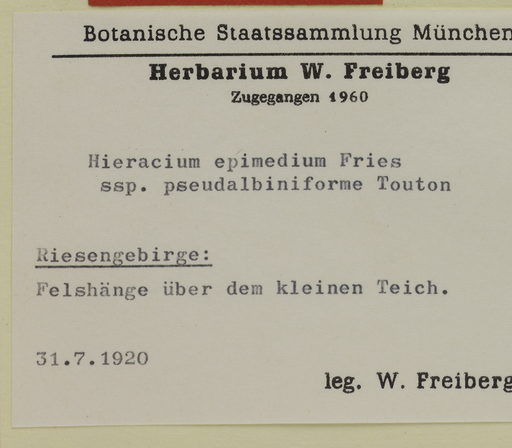 Botanische Staatssammlung München
Herbarium W. Freiberg
Zugegangen 1960
Hieracium epimedium Fries
ssp. pseudalbiniforme Touton
Riesengebirge:
Felshänge über dem kleinen Teich.
31.7.1920
leg. W. Freiberg